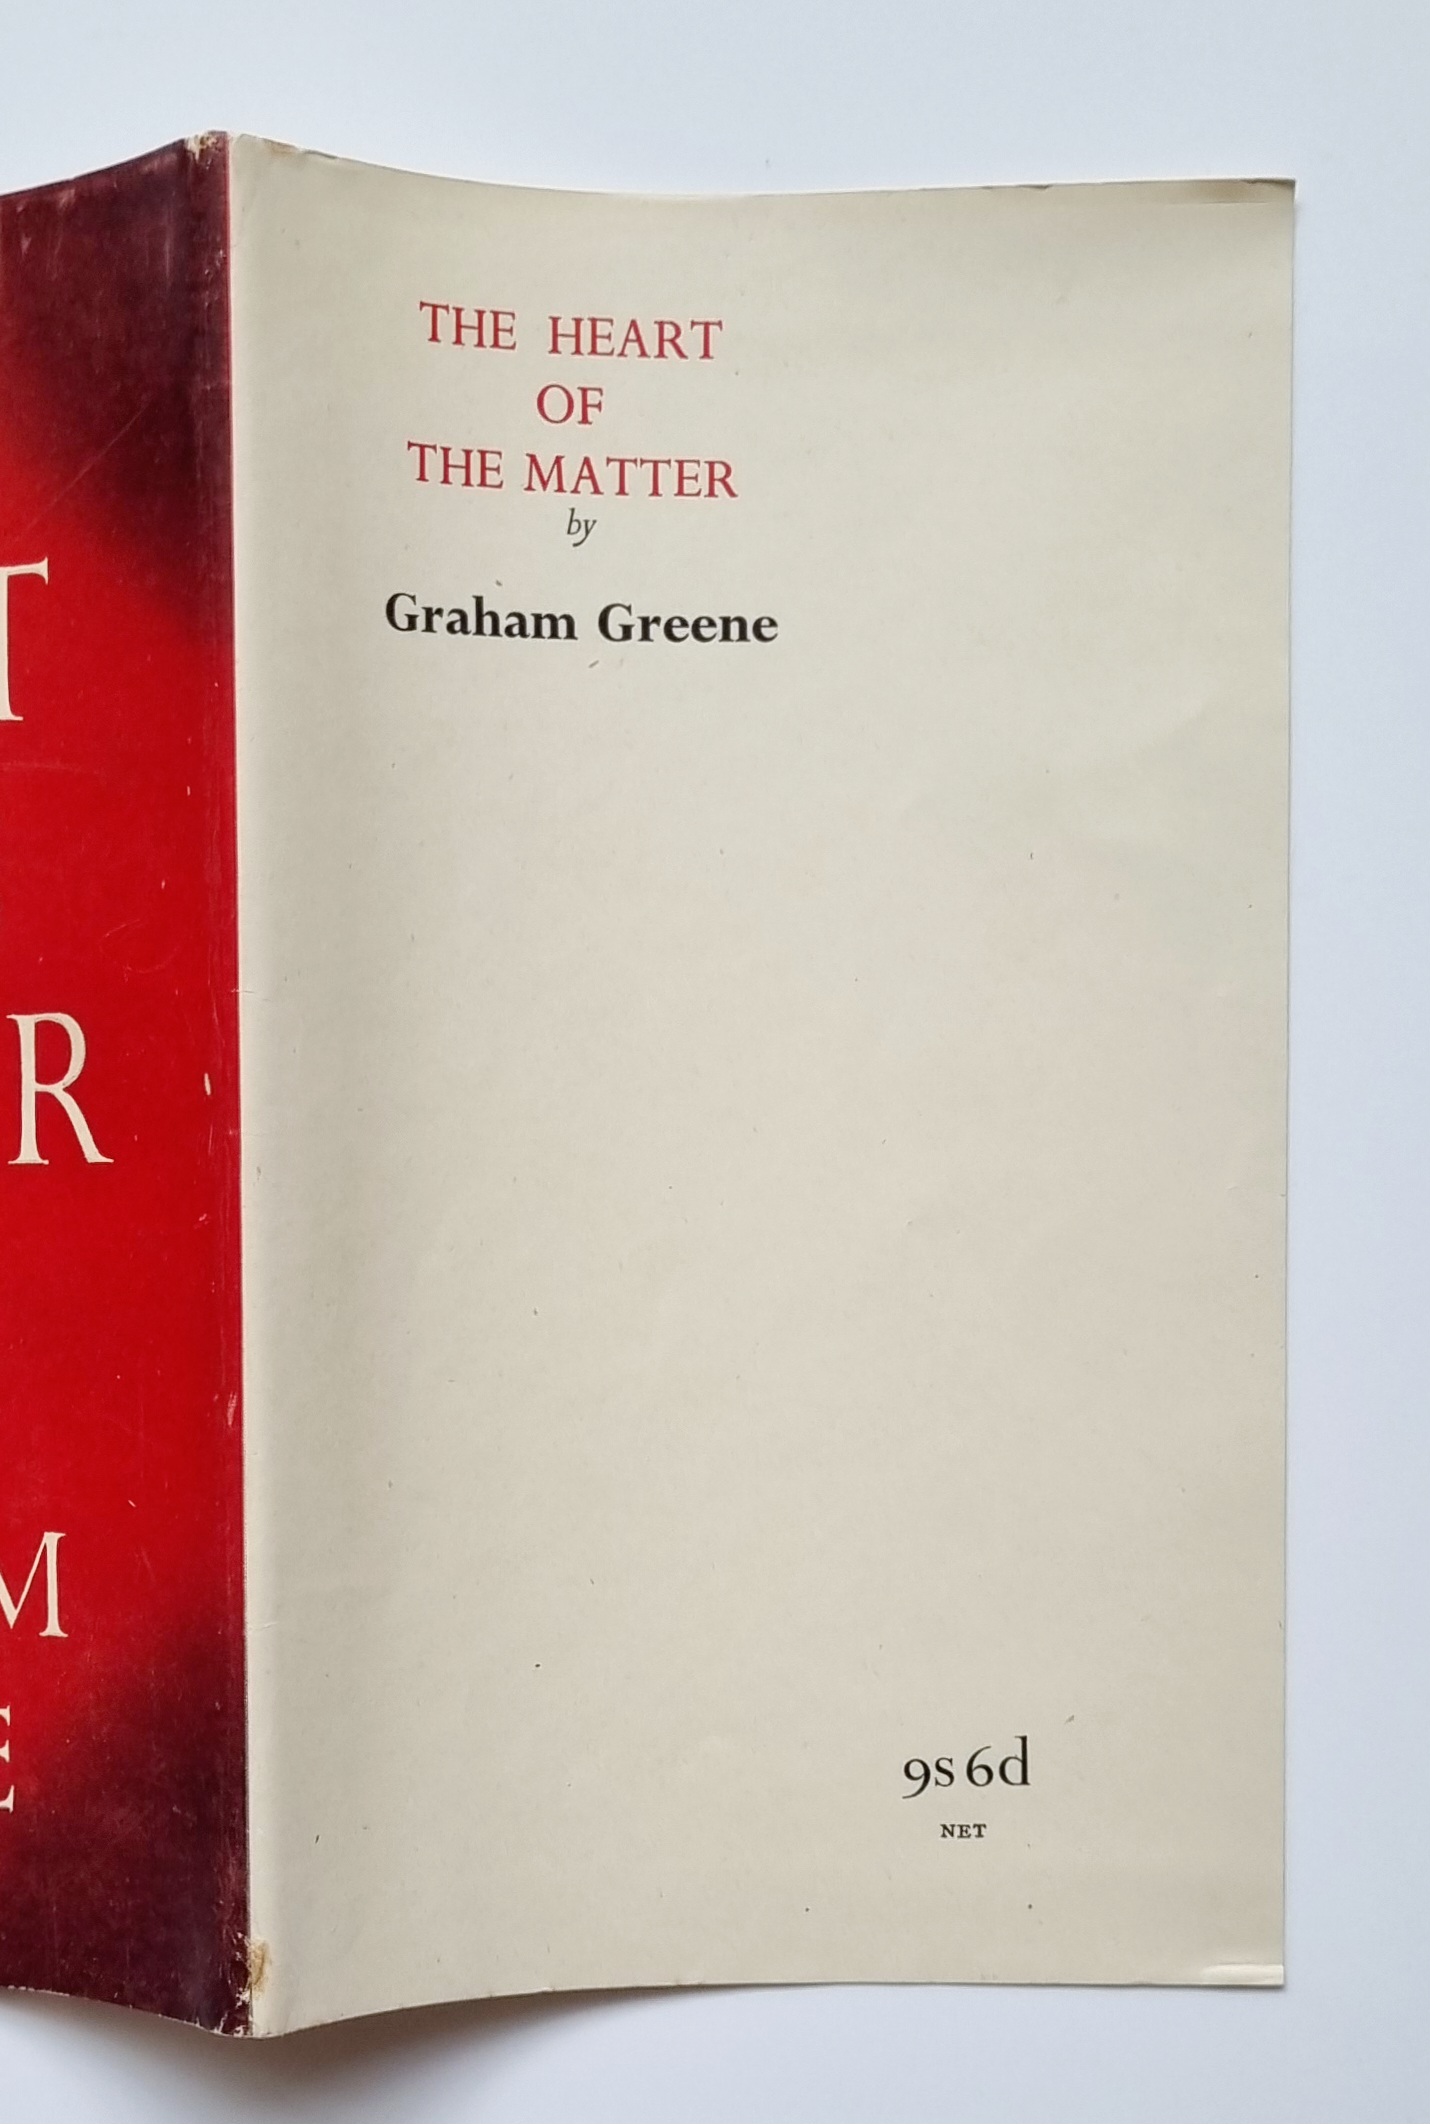 T
R
M
E
THE HEART
OF
THE MATTER
by
Graham Greene
9s 6d
NET